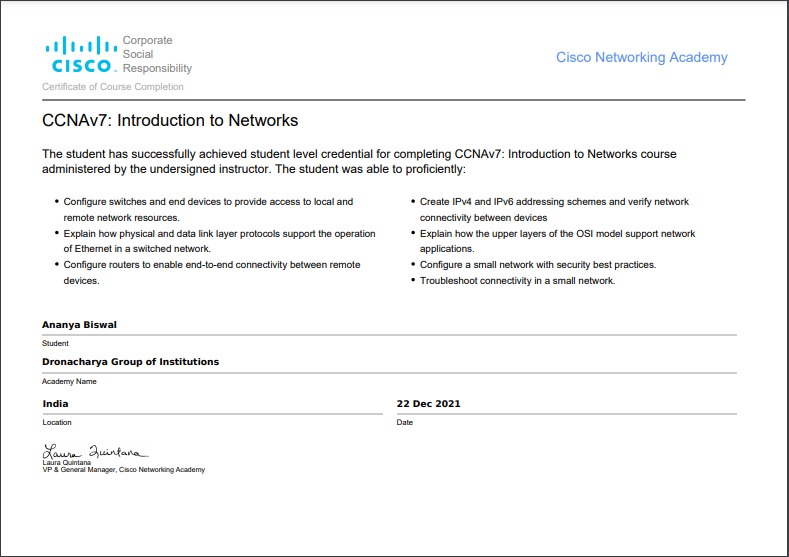 Corporate
Social
Responsibility
CISCO
Cisco Networking Academy
Certificate of Course Completion
CCNAv7: Introduction to Networks
The student has successfully achieved student level credential for completing CCNAv7: Introduction to Networks course
administered by the undersigned instructor. The student was able to proficiently:
• Configure switches and end devices to provide access to local and
remote network resources.
• Explain how physical and data link layer protocols support the operation
of Ethernet in a switched network.
• Configure routers to enable end-to-end connectivity between remote
devices.
• Create IPv4 and IPv6 addressing schemes and verify network
connectivity between devices
• Explain how the upper layers of the OSI model support network
applications.
• Configure a small network with security best practices.
• Troubleshoot connectivity in a small network.
Ananya Biswal
Student
Dronacharya Group of Institutions
Academy Name
India
Location
22 Dec 2021
Date
Laura Quintana
Laura Quintana
VP & General Manager, Cisco Networking Academy